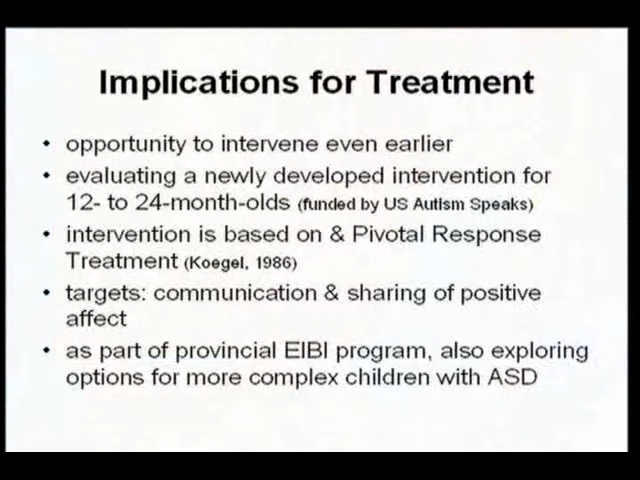 Implications for Treatment
• opportunity to intervene even earlier
• evaluating a newly developed intervention for
12- to 24-month-olds (funded by US Autism Speaks)
• intervention is based on & Pivotal Response
Treatment (Koegel, 1986)
• targets: communication & sharing of positive
affect
• as part of provincial EIBI program, also exploring
options for more complex children with ASD